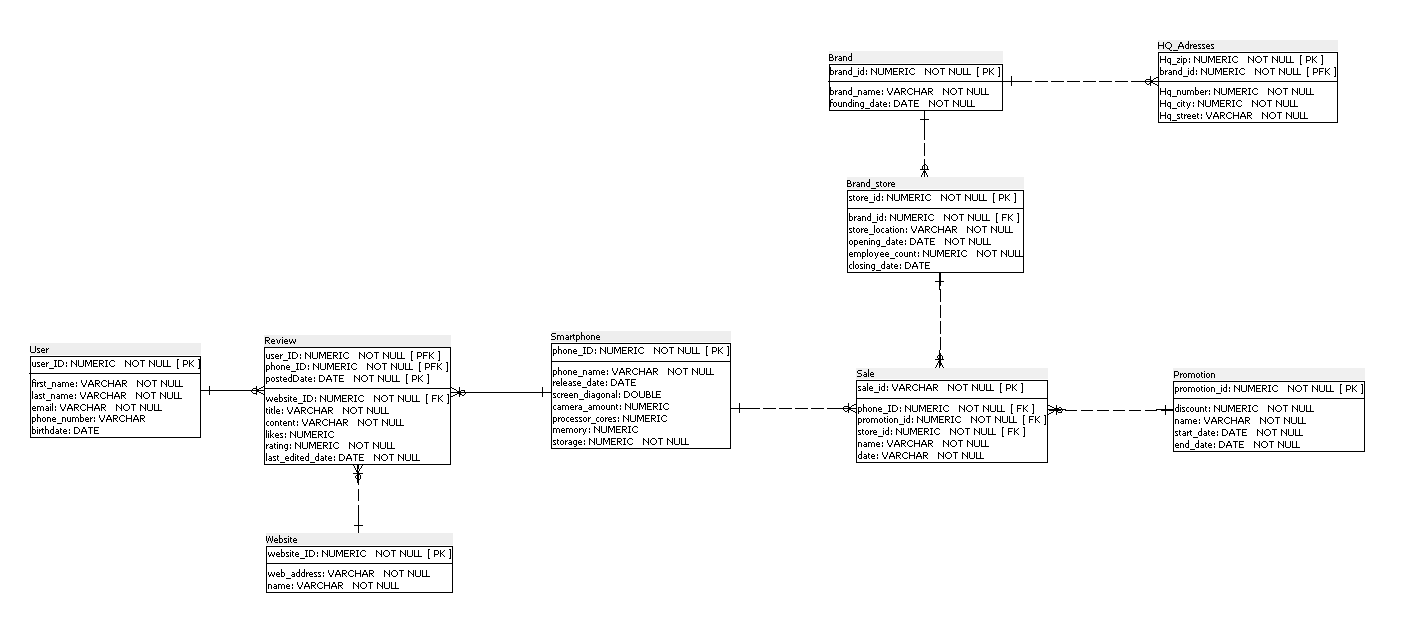 Brand
brand_id: NUMERIC NOT NULL [ PK ]
brand_name: VARCHAR NOT NULL
founding_date: DATE NOT NULL
HQ_Adresses
Hq_zip: NUMERIC NOT NULL [ PK ]
brand_id: NUMERIC NOT NULL [ PFK ]
Hq_number: NUMERIC NOT NULL
Hq_city: NUMERIC NOT NULL
Hq_street: VARCHAR NOT NULL
Brand_store
store_id: NUMERIC NOT NULL [ PK ]
brand_id: NUMERIC NOT NULL [ FK ]
store_location: VARCHAR NOT NULL
opening_date: DATE NOT NULL
employee_count: NUMERIC NOT NULL
closing_date: DATE
User
user_ID: NUMERIC NOT NULL [ PK ]
first_name: VARCHAR NOT NULL
last_name: VARCHAR NOT NULL
email: VARCHAR NOT NULL
phone_number: VARCHAR
birthdate: DATE
Review
user_ID: NUMERIC NOT NULL [ PFK ]
phone_ID: NUMERIC NOT NULL [ PFK ]
postedDate: DATE NOT NULL [ PK ]
website_ID: NUMERIC NOT NULL [ FK ]
title: VARCHAR NOT NULL
content: VARCHAR NOT NULL
likes: NUMERIC
rating: NUMERIC NOT NULL
last_edited_date: DATE NOT NULL
Smartphone
phone_ID: NUMERIC NOT NULL [ PK ]
phone_name: VARCHAR NOT NULL
release_date: DATE
screen_diagonal: DOUBLE
camera_amount: NUMERIC
processor_cores: NUMERIC
memory: NUMERIC
storage: NUMERIC NOT NULL
Sale
sale_id: VARCHAR NOT NULL [ PK ]
phone_ID: NUMERIC NOT NULL [ FK ]
promotion_id: NUMERIC NOT NULL [ FK ]
store_id: NUMERIC NOT NULL [ FK ]
name: VARCHAR NOT NULL
date: VARCHAR NOT NULL
Promotion
promotion_id: NUMERIC NOT NULL [ PK ]
discount: NUMERIC NOT NULL
name: VARCHAR NOT NULL
start_date: DATE NOT NULL
end_date: DATE NOT NULL
Website
website_ID: NUMERIC NOT NULL [ PK ]
web_address: VARCHAR NOT NULL
name: VARCHAR NOT NULL